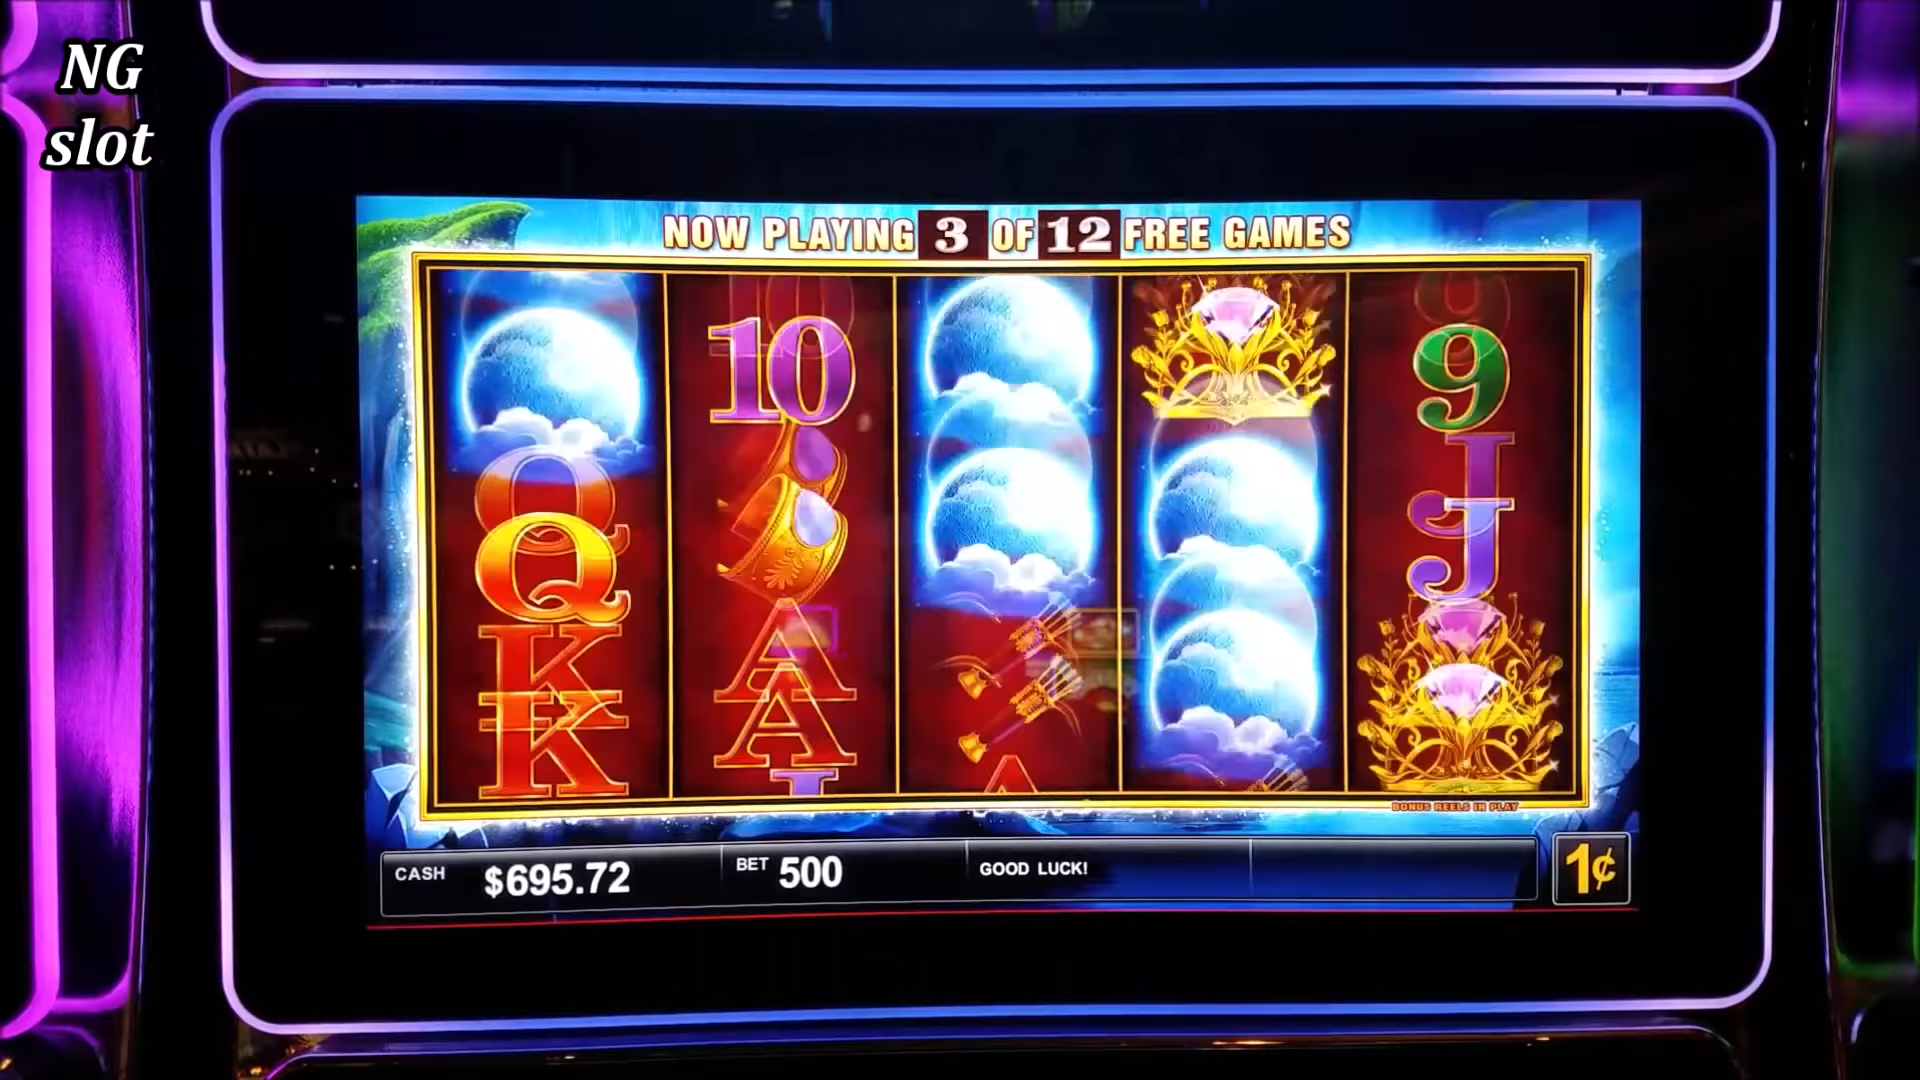 NG
slot
NOW PLAYING 3 OF 12 FREE GAMES
10
9
J
Q
K
K
A
A
BONUS REELS IN PLAY
CASH $695.72 BET 500 GOOD LUCK! 1¢